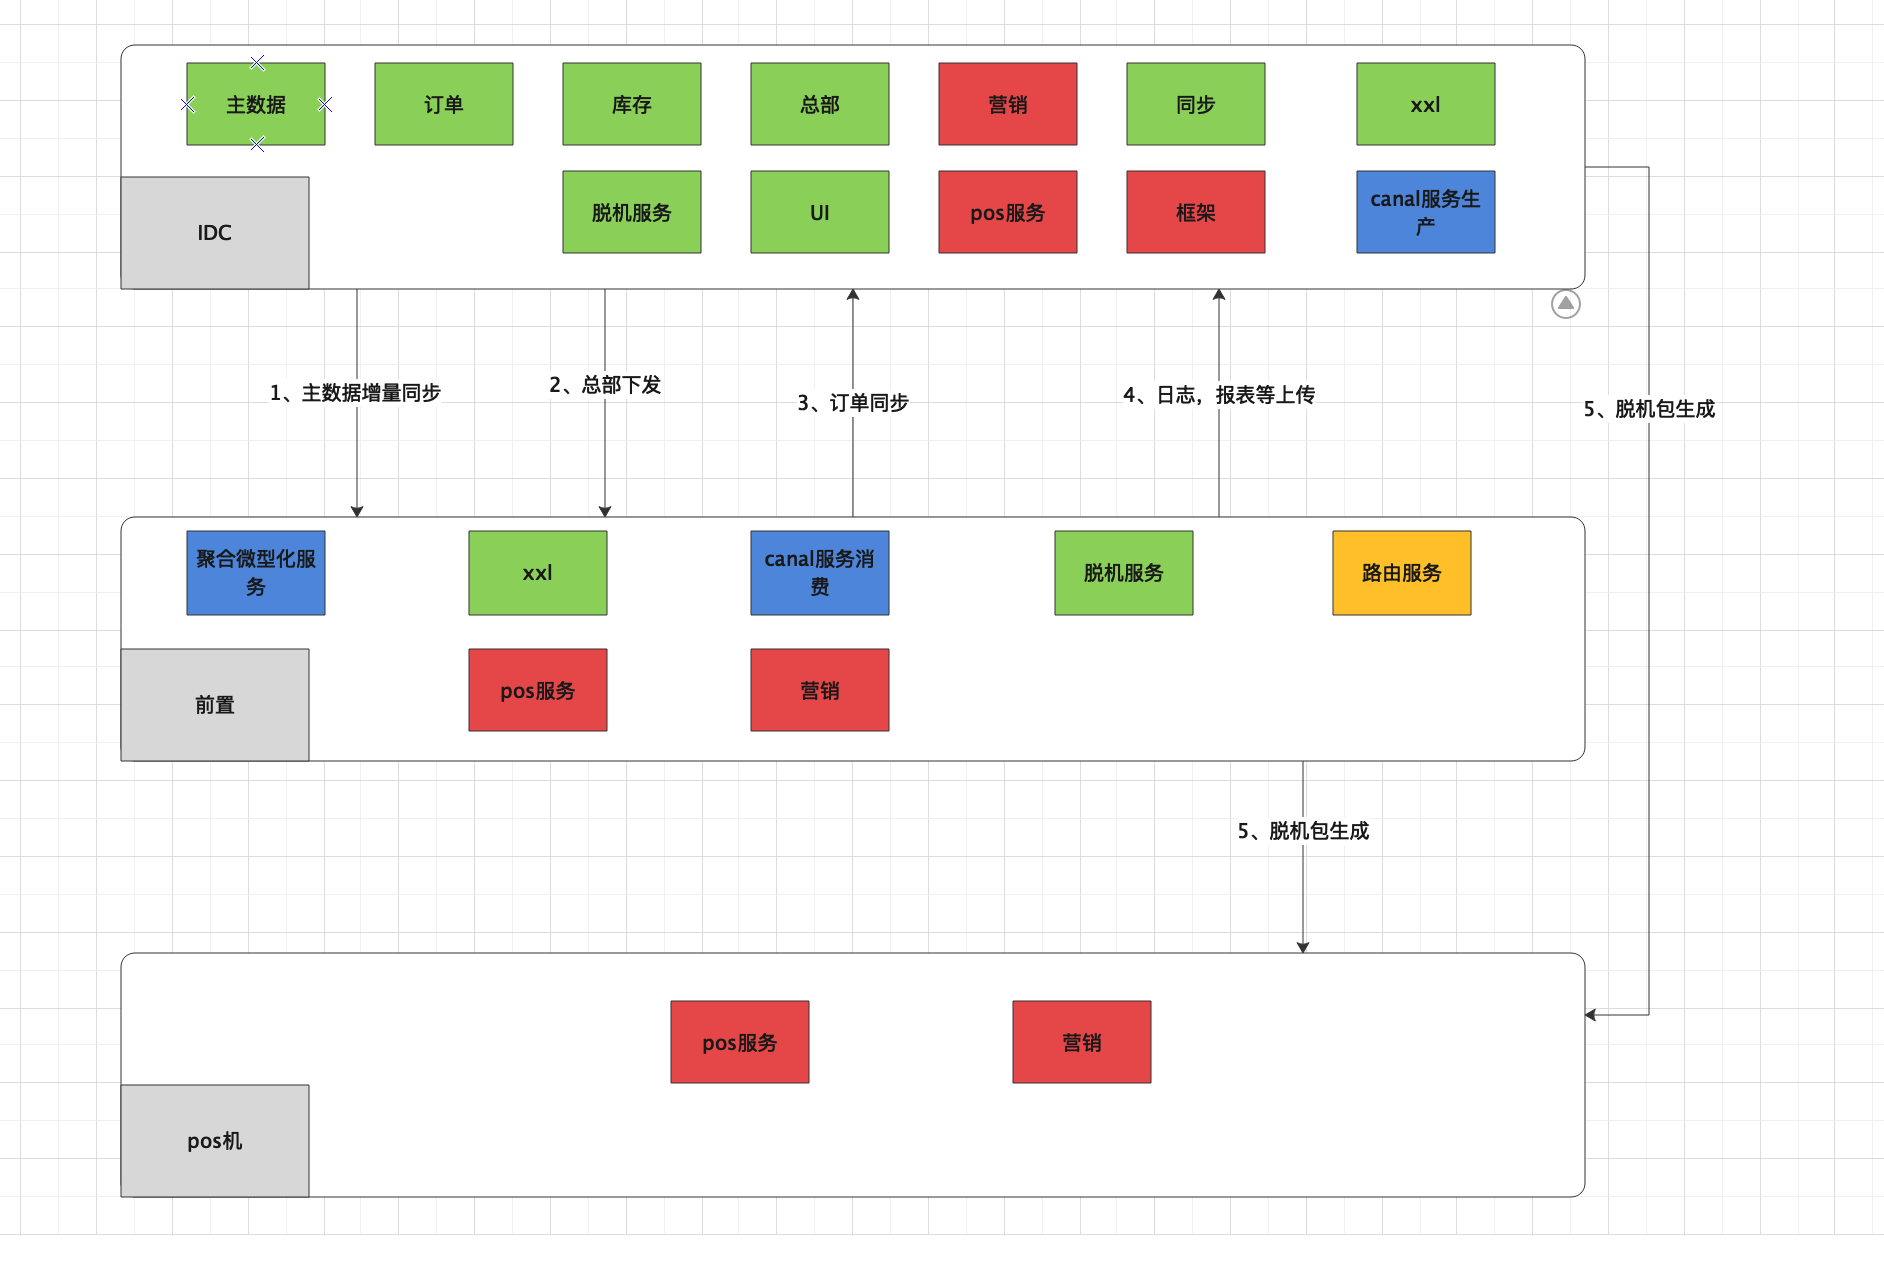 主数据
订单
库存
总部
营销
同步
xxl
脱机服务
UI
pos服务
框架
canal服务生
产
IDC
1、主数据增量同步
2、总部下发
3、订单同步
4、日志，报表等上传
5、脱机包生成
聚合微型化服
务
xxl
canal服务消
费
脱机服务
路由服务
pos服务
营销
前置
5、脱机包生成
pos服务
营销
pos机